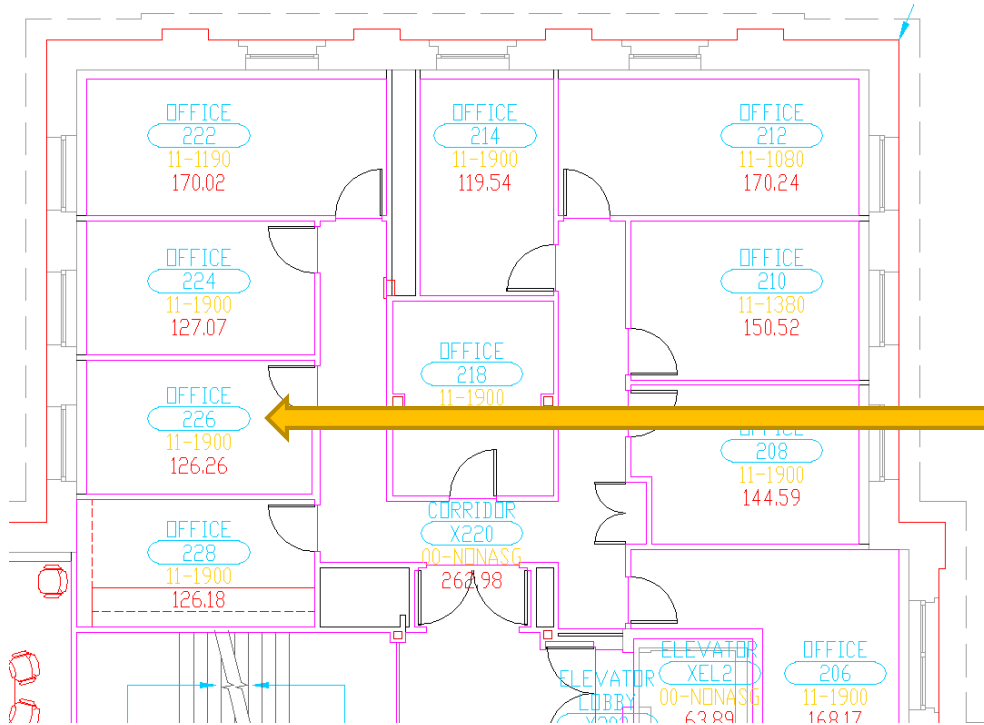 OFFICE
222
11-1190
170.02
OFFICE
214
11-1900
119.54
OFFICE
212
11-1080
170.24
OFFICE
224
11-1900
127.07
OFFICE
210
11-1380
150.52
OFFICE
218
11-1900
OFFICE
226
11-1900
126.26
OFFICE
208
11-1900
144.59
OFFICE
228
11-1900
126.18
CORRIDOR
X220
00-NONASG
262.98
ELEVATOR
XEL2
00-NONASG
63.89
OFFICE
206
11-1900
168.17
ELEVATOR
LOBBY